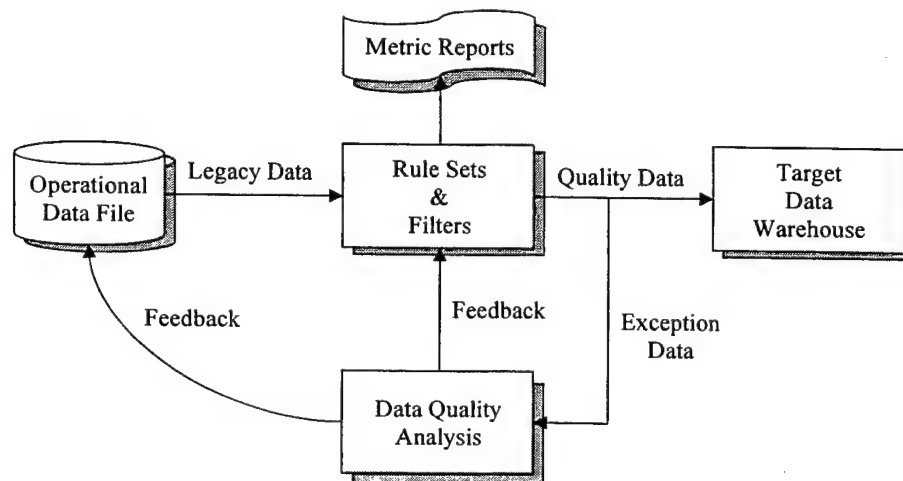 Metric Reports
Operational
Data File
Legacy Data
Rule Sets
&
Filters
Quality Data
Target
Data
Warehouse
Feedback
Feedback
Exception
Data
Data Quality
Analysis